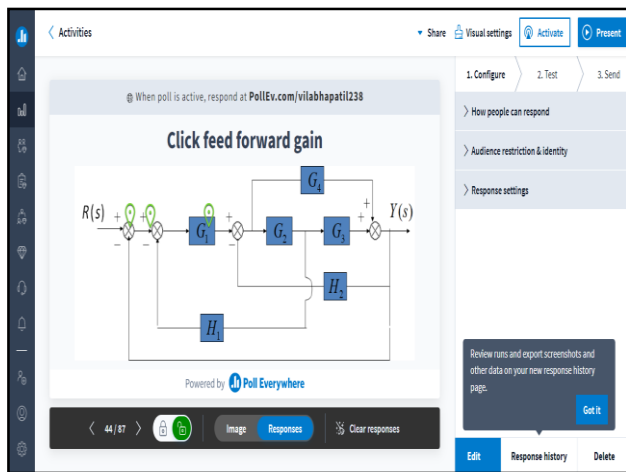 Activities
Share
Visual settings
Activate
Present
1. Configure
2. Test
3. Send
When poll is active, respond at PollEv.com/vilabhapatil238
How people can respond
Audience restriction & identity
Response settings
Click feed forward gain
G4
R(s)
+
+
+
+
+
Y(s)
G1
G2
G3
−
−
−
H2
H1
Powered by Poll Everywhere
Review runs and export screenshots and
other data on your new response history
page.
Got it
44 / 87
Image
Responses
Clear responses
Edit
Response history
Delete